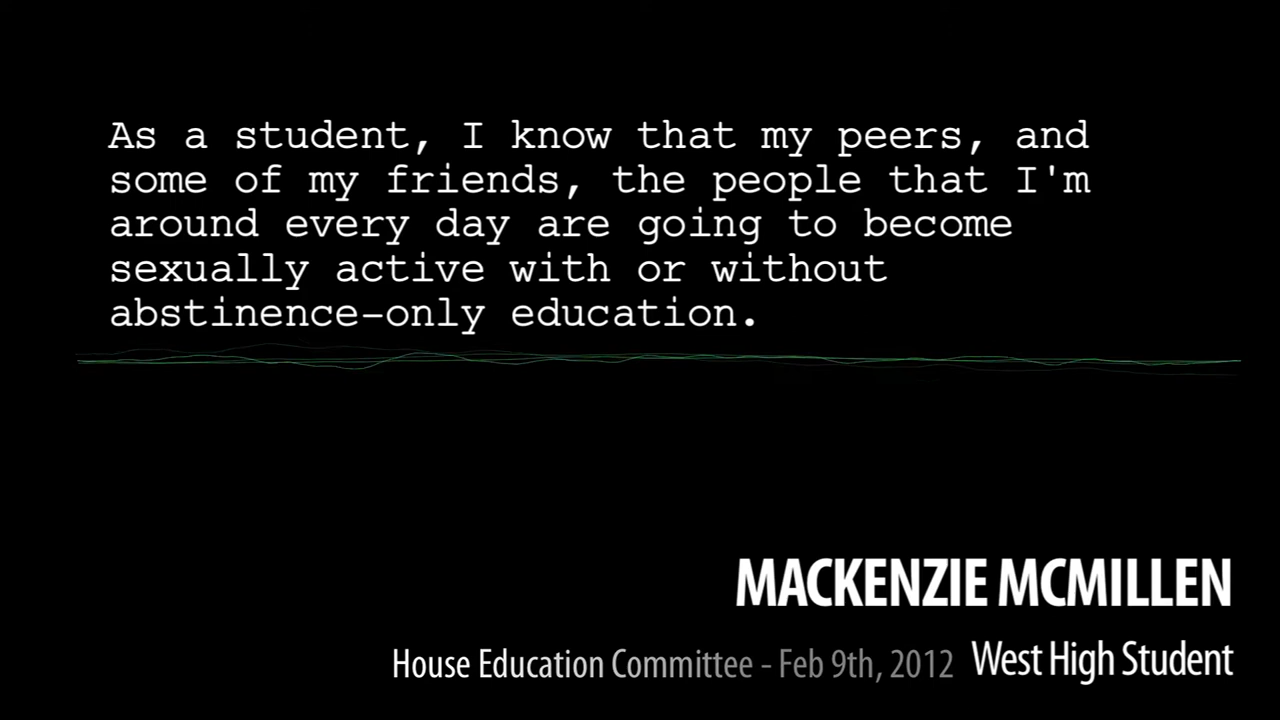 As a student, I know that my peers, and
some of my friends, the people that I'm
around every day are going to become
sexually active with or without
abstinence-only education.
MACKENZIE MCMILLEN
House Education Committee - Feb 9th, 2012 West High Student